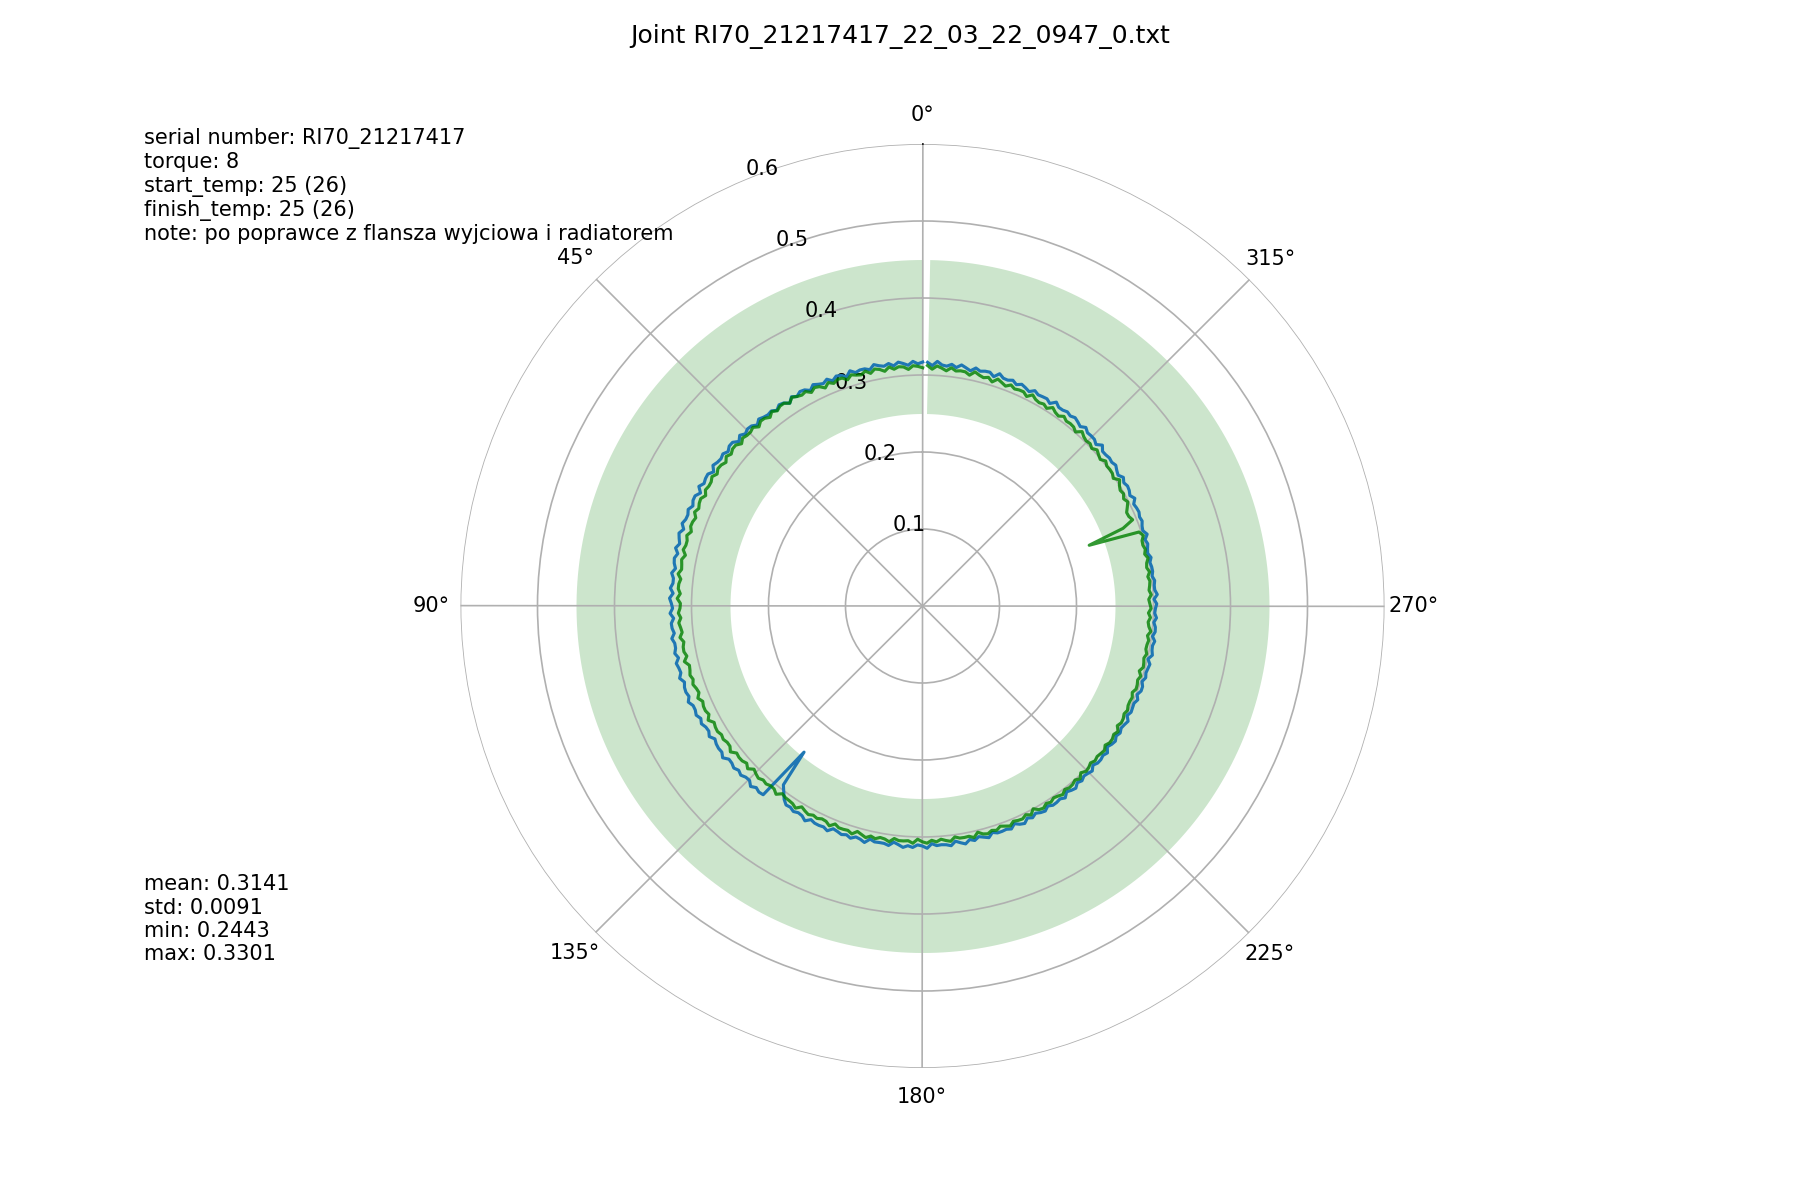 Joint RI70_21217417_22_03_22_0947_0.txt
serial number: RI70_21217417
torque: 8
start_temp: 25 (26)
finish_temp: 25 (26)
note: po poprawce z flansza wyjciowa i radiatorem
0°
45°
90°
135°
180°
225°
270°
315°
0.6
0.5
0.4
0.3
0.2
0.1
mean: 0.3141
std: 0.0091
min: 0.2443
max: 0.3301